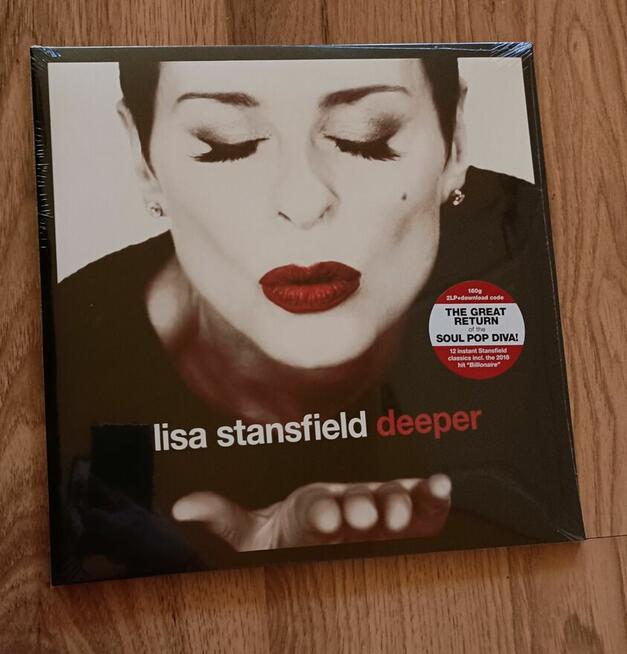 180g
2LP+download code
THE GREAT
RETURN
of the
SOUL POP DIVA!
12 instant Stansfield
classics incl. the 2018
hit "Billionaire"
lisa stansfield deeper